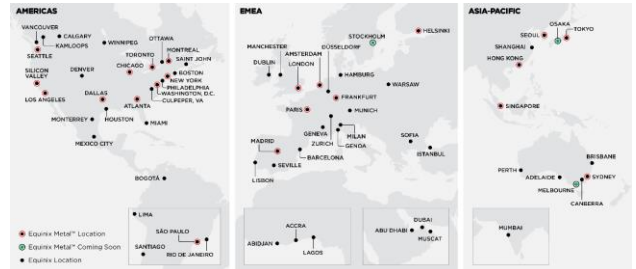 AMERICAS
VANCOUVER
CALGARY
KAMLOOPS
SEATTLE
WINNIPEG
OTTAWA
MONTREAL
TORONTO
SAINT JOHN
CHICAGO
BOSTON
NEW YORK
PHILADELPHIA
WASHINGTON, D.C.
CULPEPER, VA
SILICON
VALLEY
DENVER
LOS ANGELES
DALLAS
ATLANTA
MONTERREY
HOUSTON
MIAMI
MEXICO CITY
BOGOTÁ
LIMA
SÃO PAULO
SANTIAGO
RIO DE JANEIRO
Equinix Metal™ Location
Equinix Metal™ Coming Soon
Equinix Location
EMEA
STOCKHOLM
HELSINKI
MANCHESTER
AMSTERDAM
DÜSSELDORF
DUBLIN
LONDON
HAMBURG
WARSAW
FRANKFURT
PARIS
MUNICH
GENEVA
MILAN
ZURICH
GENOA
SOFIA
MADRID
BARCELONA
ISTANBUL
LISBON
SEVILLE
ACCRA
ABIDJAN
LAGOS
DUBAI
ABU DHABI
MUSCAT
ASIA-PACIFIC
OSAKA
SEOUL
TOKYO
SHANGHAI
HONG KONG
SINGAPORE
BRISBANE
PERTH
ADELAIDE
SYDNEY
MELBOURNE
CANBERRA
MUMBAI